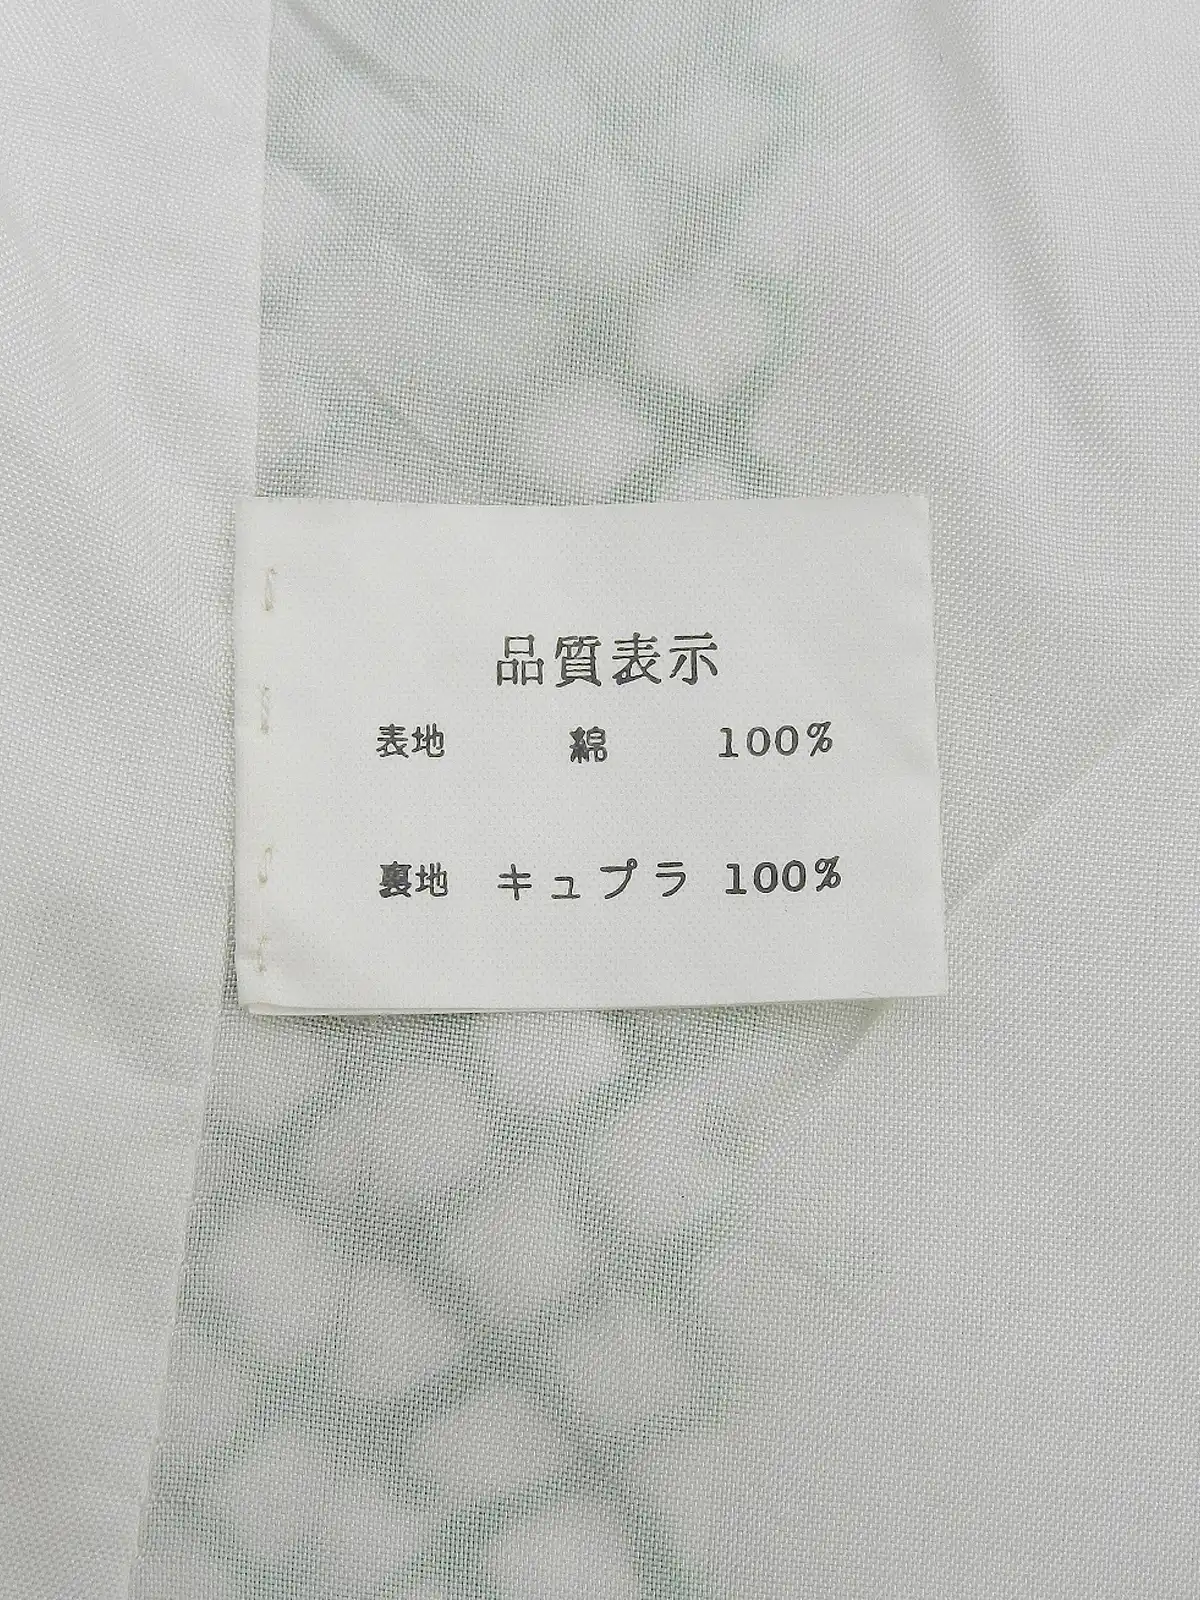 品質表示
表地 綿 100%
裏地 キュプラ 100%